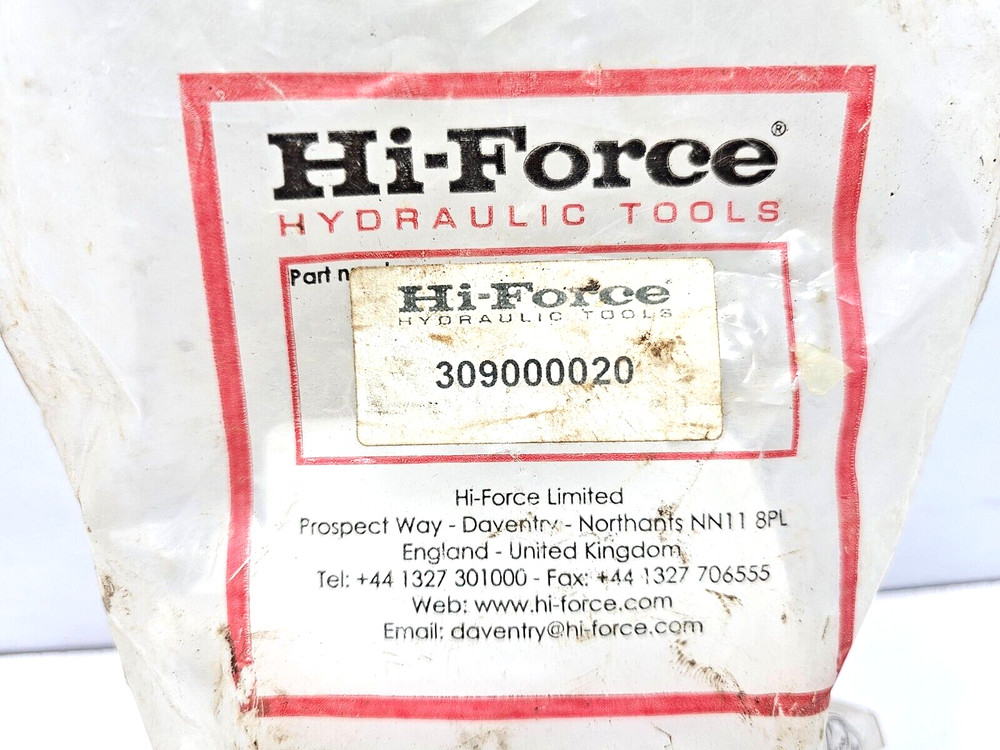 Hi-Force®
HYDRAULIC TOOLS
Part
Hi-Force
HYDRAULIC TOOLS
309000020
Hi-Force Limited
Prospect Way - Daventry - Northants NN11 8PL
England - United Kingdom
Tel: +44 1327 301000 - Fax: +44 1327 706555
Web: www.hi-force.com
Email: daventry@hi-force.com